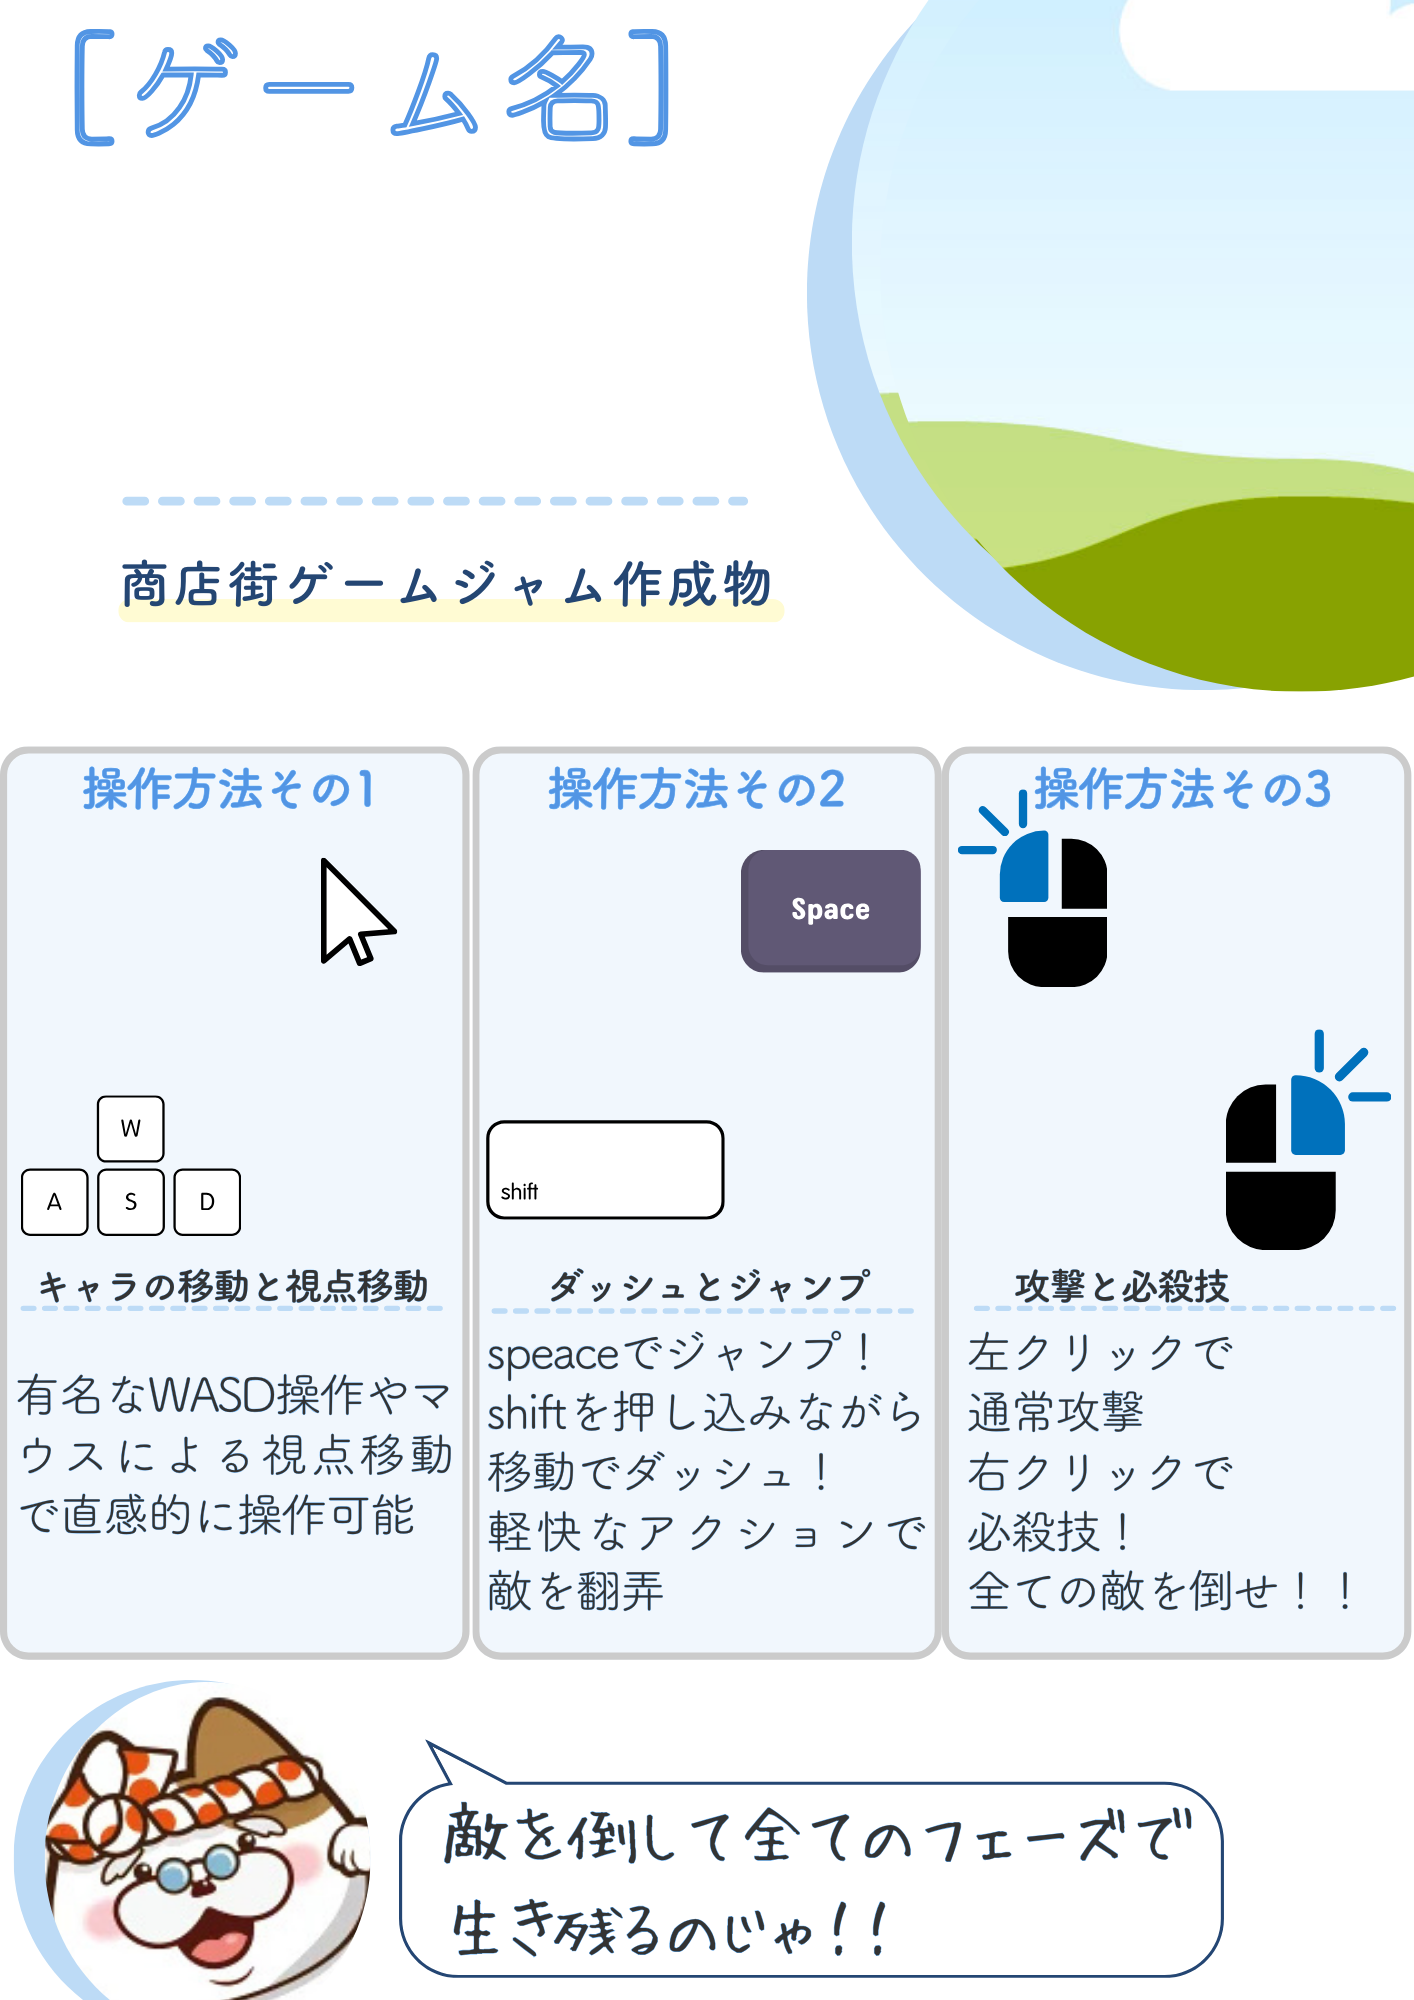 ［ゲーム名］
商店街ゲームジャム作成物
操作方法その1
W
A S D
キャラの移動と視点移動
有名なWASD操作やマ
ウスによる視点移動
で直感的に操作可能
操作方法その2
Space
shift
ダッシュとジャンプ
speaceでジャンプ！
shiftを押し込みながら
移動でダッシュ！
軽快なアクションで
敵を翻弄
操作方法その3
攻撃と必殺技
左クリックで
通常攻撃
右クリックで
必殺技！
全ての敵を倒せ！！
敵を倒して全てのフェーズで
生き残るのじゃ！！